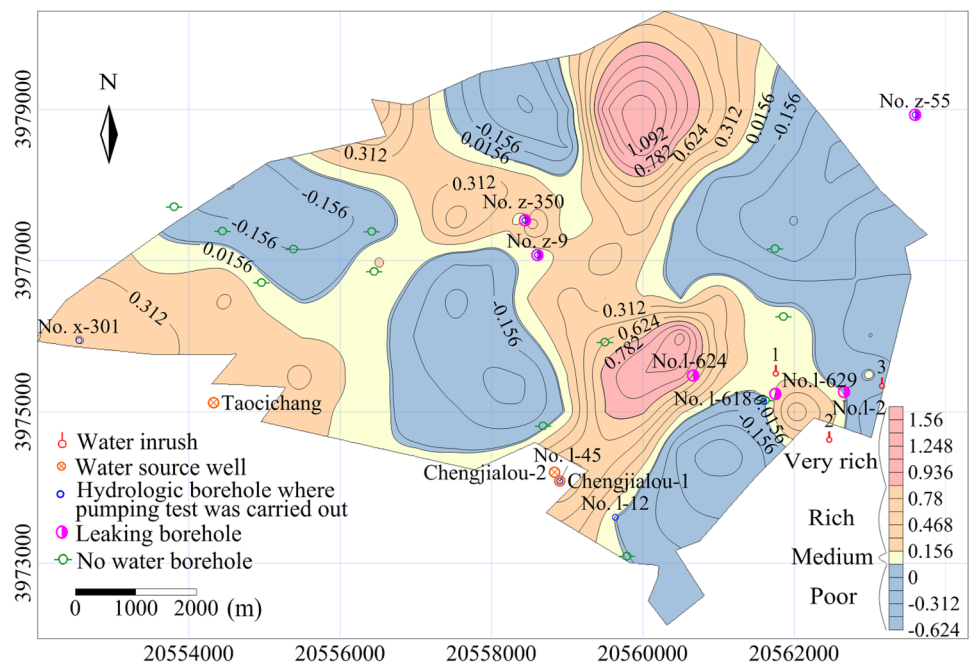 N
3979000
3977000
3975000
3973000
20554000
20556000
20558000
20560000
20562000
No. z-55
-0.156
0.0156
1.092
0.782
0.624
0.312
0.0156
-0.156
0.312
0.312
No. z-350
No. z-9
-0.156
-0.156
0.0156
0.312
No. x-301
-0.156
0.312
0.624
0.782
No.l-624
1
No.l-629
3
No. l-618
0.0156
-0.156
No.l-2
2
Taocichang
No. l-45
Chengjialou-2
Chengjialou-1
No. l-12
Water inrush
Water source well
Hydrologic borehole where
pumping test was carried out
Leaking borehole
No water borehole
0 1000 2000 (m)
Very rich
Rich
Medium
Poor
1.56
1.248
0.936
0.78
0.468
0.156
0
-0.312
-0.624